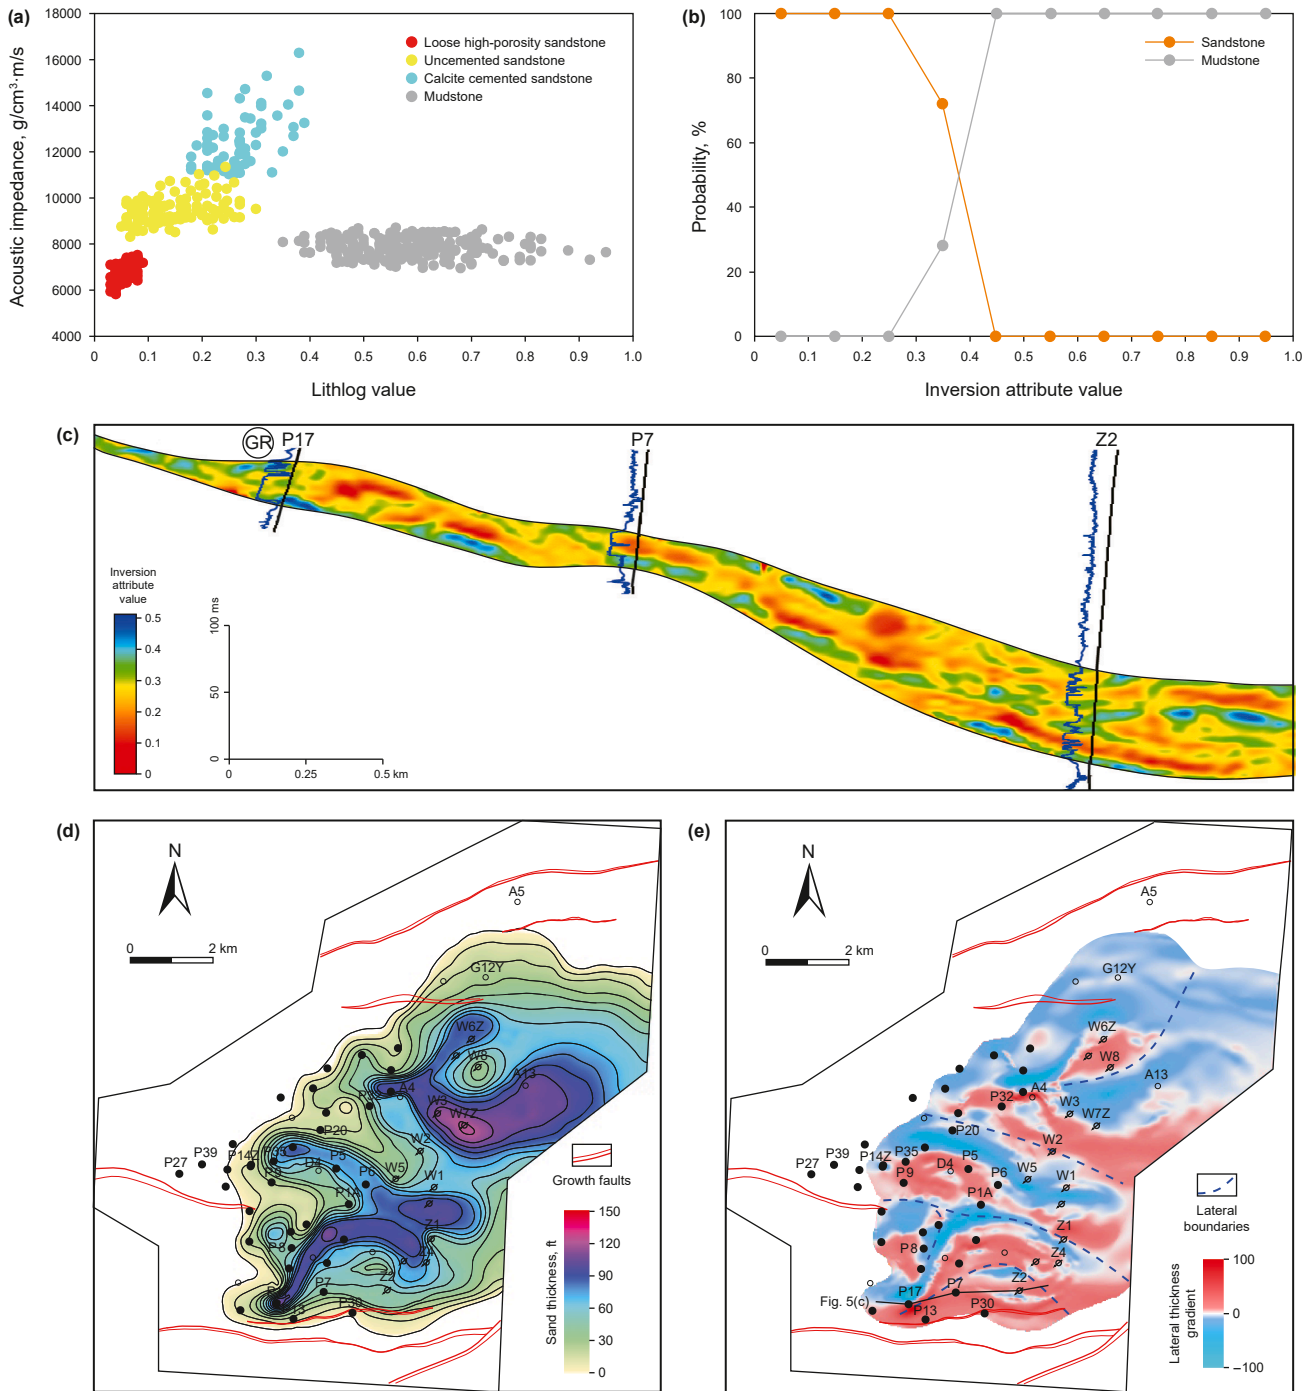 (a)
18000
16000
14000
12000
10000
8000
6000
4000
Acoustic impedance, g/cm³·m/s
Loose high-porosity sandstone
Uncemented sandstone
Calcite cemented sandstone
Mudstone
0 0.1 0.2 0.3 0.4 0.5 0.6 0.7 0.8 0.9 1.0
Lithlog value
(b)
100
80
60
40
20
0
Probability, %
Sandstone
Mudstone
0 0.1 0.2 0.3 0.4 0.5 0.6 0.7 0.8 0.9 1.0
Inversion attribute value
(c)
GR P17 P7 Z2
Inversion
attribute
value
0.5
0.4
0.3
0.2
0.1
0
100 ms
50
0
0 0.25 0.5 km
(d)
N
0 2 km
A5
G12Y
W6Z
W8
A13
A4
P32
W3
W7Z
P20
W2
P39
P14Z
P35
P27
D4
P5
P9
P6
W5
W1
P1A
Z1
P8
Z4
Z2
P7
P30
P13
Growth faults
Sand thickness, ft
150
120
90
60
30
0
(e)
N
0 2 km
A5
G12Y
W6Z
W8
A13
A4
P32
W3
W7Z
P20
W2
P39
P14Z
P35
P27
D4
P5
P9
P6
W5
W1
P1A
Z1
P8
Z4
Z2
P7
P17
Fig. 5(c)
P13
P30
Lateral
boundaries
Lateral thickness
gradient
100
0
−100